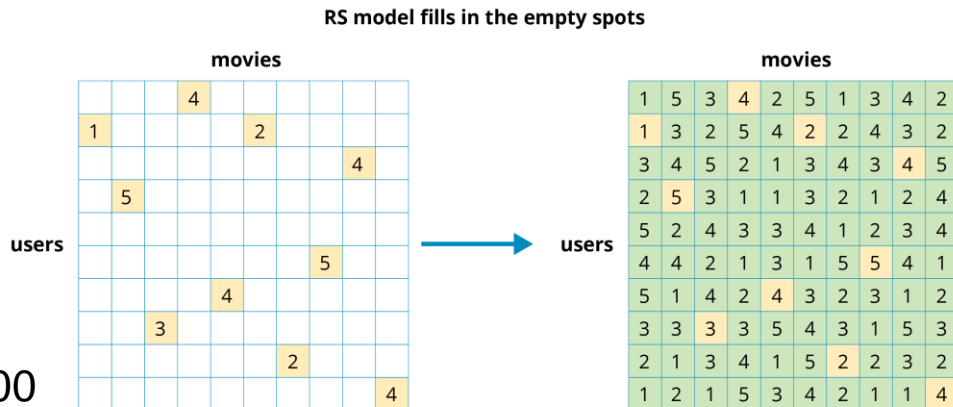 RS model fills in the empty spots
movies
4
1 2
4
5
users
5
4
3
2
4
00
movies
1 5 3 4 2 5 1 3 4 2
1 3 2 5 4 2 2 4 3 2
3 4 5 2 1 3 4 3 4 5
2 5 3 1 1 3 2 1 2 4
users
5 2 4 3 3 4 1 2 3 4
4 4 2 1 3 1 5 5 4 1
5 1 4 2 4 3 2 3 1 2
3 3 3 3 5 4 3 1 5 3
2 1 3 4 1 5 2 2 3 2
1 2 1 5 3 4 2 1 1 4